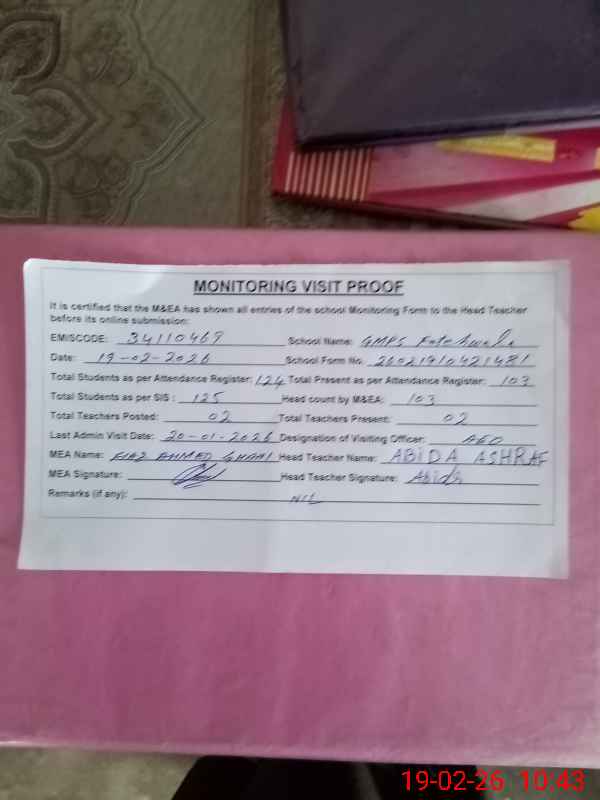 MONITORING VISIT PROOF
It is certified that the M&EA has shown all entries of the school Monitoring Form to the Head Teacher
before its online submission:
EMISCODE: 34110469 School Name: GMPS Fatehwala
Date: 19-02-2026 School Form No. 26021910421481
Total Students as per Attendance Register: 124 Total Present as per Attendance Register: 103
Total Students as per SIS: 125 Head count by M&EA: 103
Total Teachers Posted: 02 Total Teachers Present: 02
Last Admin Visit Date: 20-01-2026 Designation of Visiting Officer: AEO
MEA Name: AHMED GHANI Head Teacher Name: ABIDA ASHRAF
MEA Signature: Head Teacher Signature: Abida
Remarks (if any): NIL
19-02-26 10:43